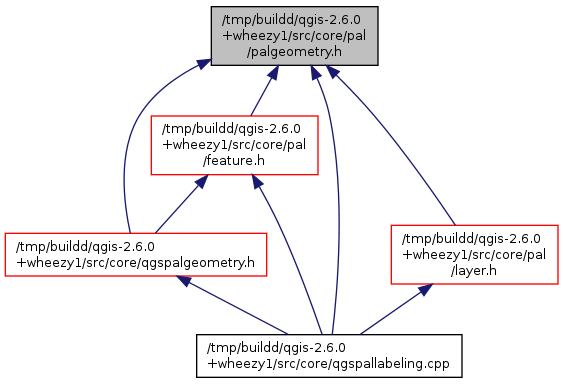 /tmp/buildd/qgis-2.6.0
+wheezy1/src/core/pal
/palgeometry.h
/tmp/buildd/qgis-2.6.0
+wheezy1/src/core/pal
/feature.h
/tmp/buildd/qgis-2.6.0
+wheezy1/src/core/qgspalgeometry.h
/tmp/buildd/qgis-2.6.0
+wheezy1/src/core/pal
/layer.h
/tmp/buildd/qgis-2.6.0
+wheezy1/src/core/qgspallabeling.cpp